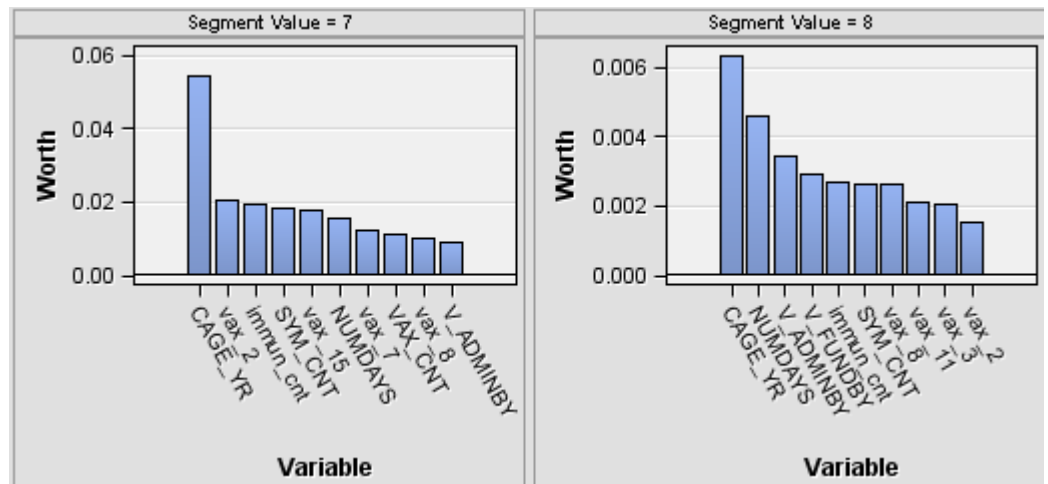 Segment Value = 7
Worth
0.06
0.04
0.02
0.00
CAGE_YR
vax_2
immun_cnt
SYM_CNT
vax_15
NUMDAYS
vax_7
VAX_CNT
vax_8
V_ADMINBY
Variable
Segment Value = 8
Worth
0.006
0.004
0.002
0.000
CAGE_YR
NUMDAYS
V_ADMINBY
V_FUNDBY
immun_cnt
SYM_CNT
vax_8
vax_11
vax_3
vax_2
Variable